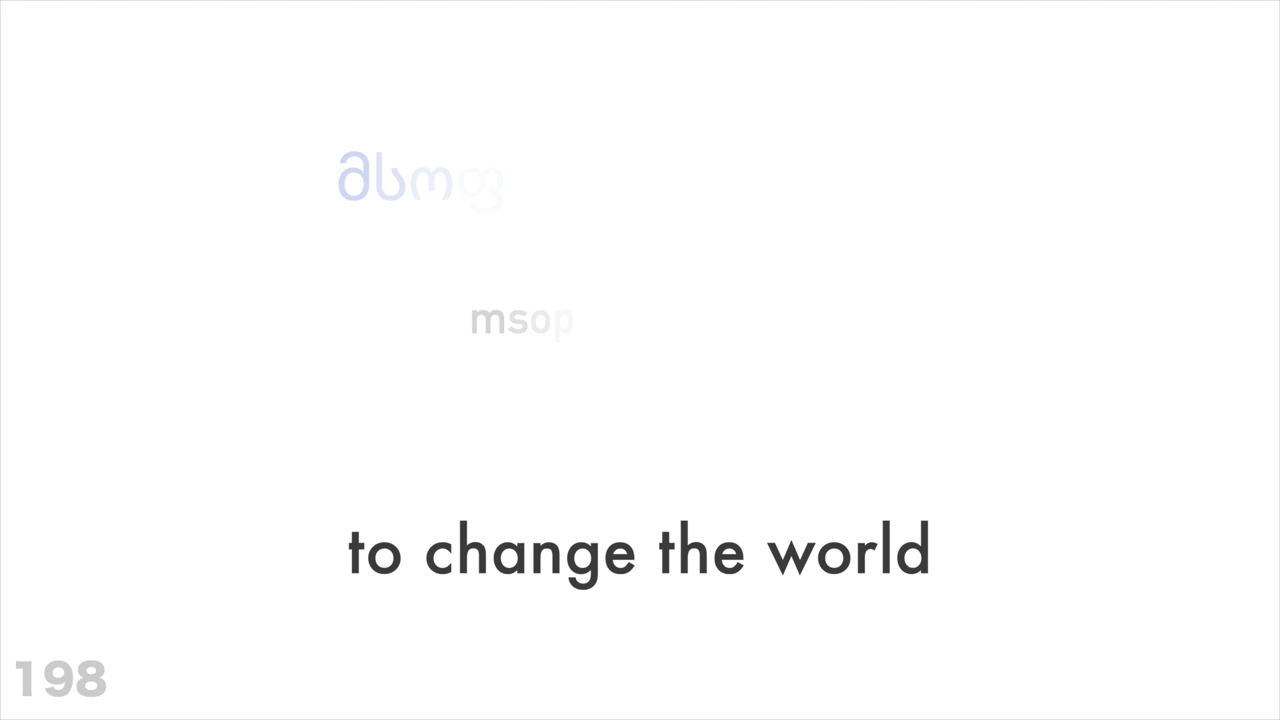 მსოფ
msop
to change the world
198